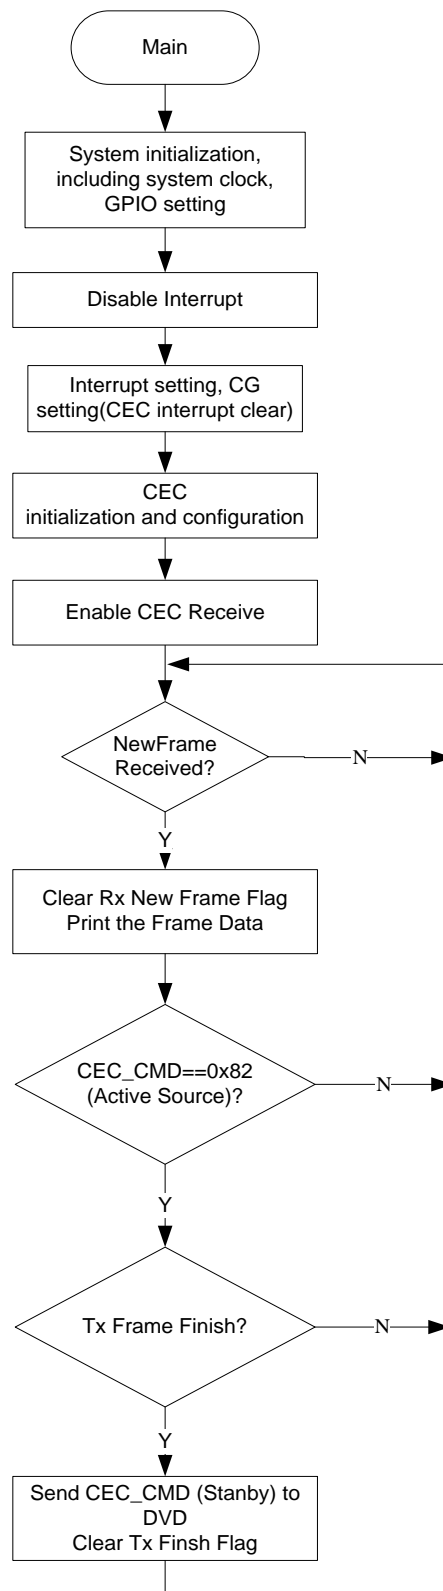 Main
System initialization,
including system clock,
GPIO setting
Disable Interrupt
Interrupt setting, CG
setting(CEC interrupt clear)
CEC
initialization and configuration
Enable CEC Receive
NewFrame
Received?
N
Y
Clear Rx New Frame Flag
Print the Frame Data
CEC_CMD==0x82
(Active Source)?
N
Y
Tx Frame Finish?
N
Y
Send CEC_CMD (Stanby) to
DVD
Clear Tx Finsh Flag